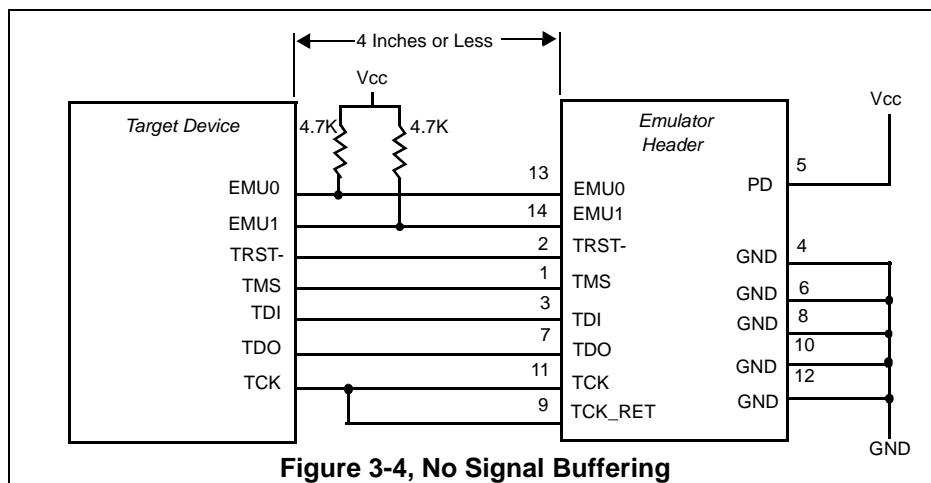 4 Inches or Less
Vcc
Vcc
Target Device
4.7K
4.7K
Emulator
Header
5
PD
13
EMU0
EMU0
14
EMU1
EMU1
2
TRST-
TRST-
4
GND
1
TMS
TMS
6
GND
3
TDI
TDI
8
GND
7
TDO
TDO
10
GND
11
TCK
TCK
12
GND
9
TCK_RET
GND
Figure 3-4, No Signal Buffering